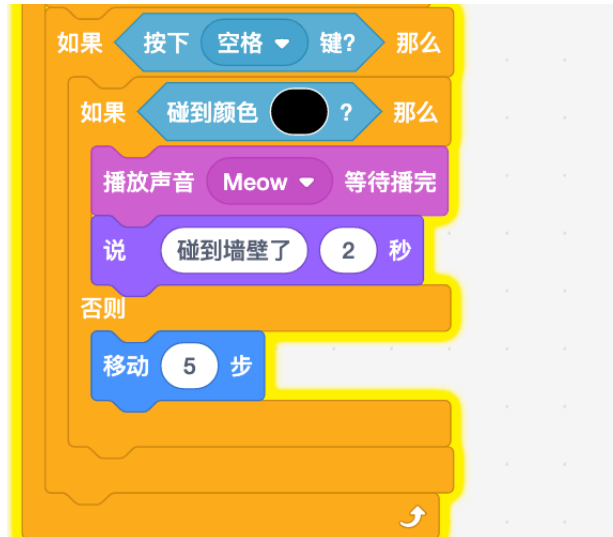 如果 按下 空格 键? 那么
如果 碰到颜色 ? 那么
播放声音 Meow 等待播完
说 碰到墙壁了 2 秒
否则
移动 5 步